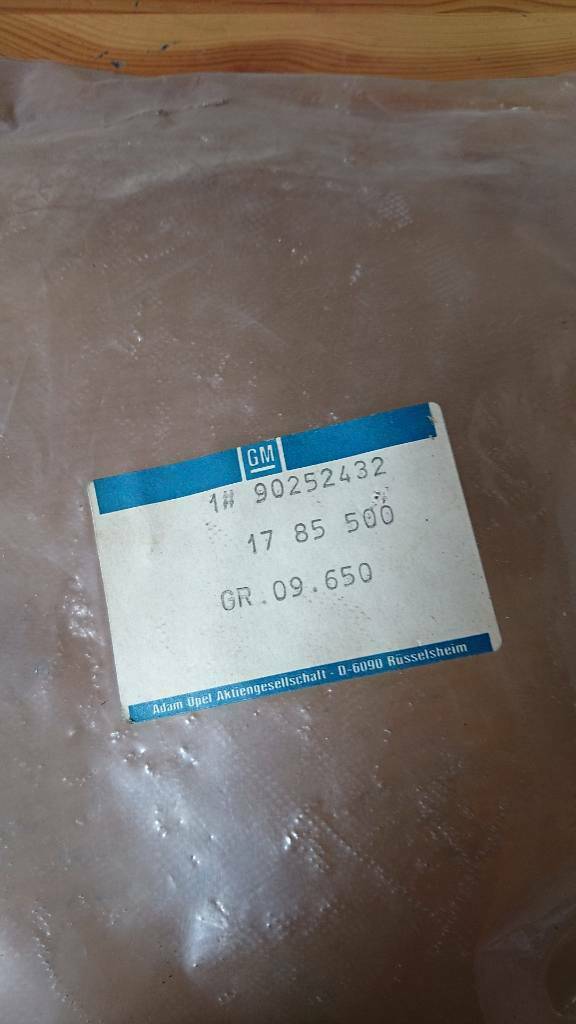 GM
1# 90252432
17 85 500
GR.09.650
Adam Opel Aktiengesellschaft - D-6090 Rüsselsheim